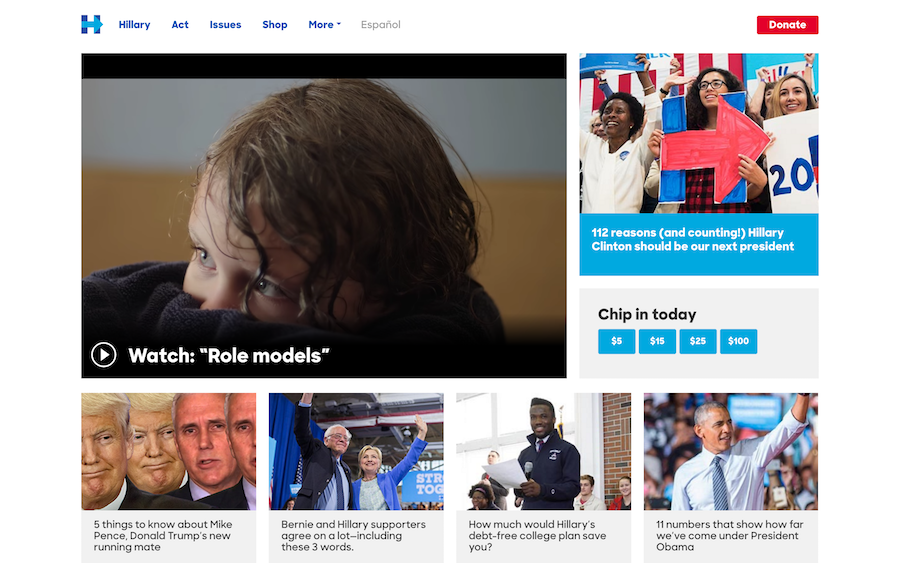 Hillary Act Issues Shop More Español
Donate
Watch: “Role models”
20
112 reasons (and counting!) Hillary
Clinton should be our next president
Chip in today
$5 $15 $25 $100
STRO
TOG
5 things to know about Mike
Pence, Donald Trump’s new
running mate
Bernie and Hillary supporters
agree on a lot—including
these 3 words.
How much would Hillary’s
debt-free college plan save
you?
11 numbers that show how far
we’ve come under President
Obama